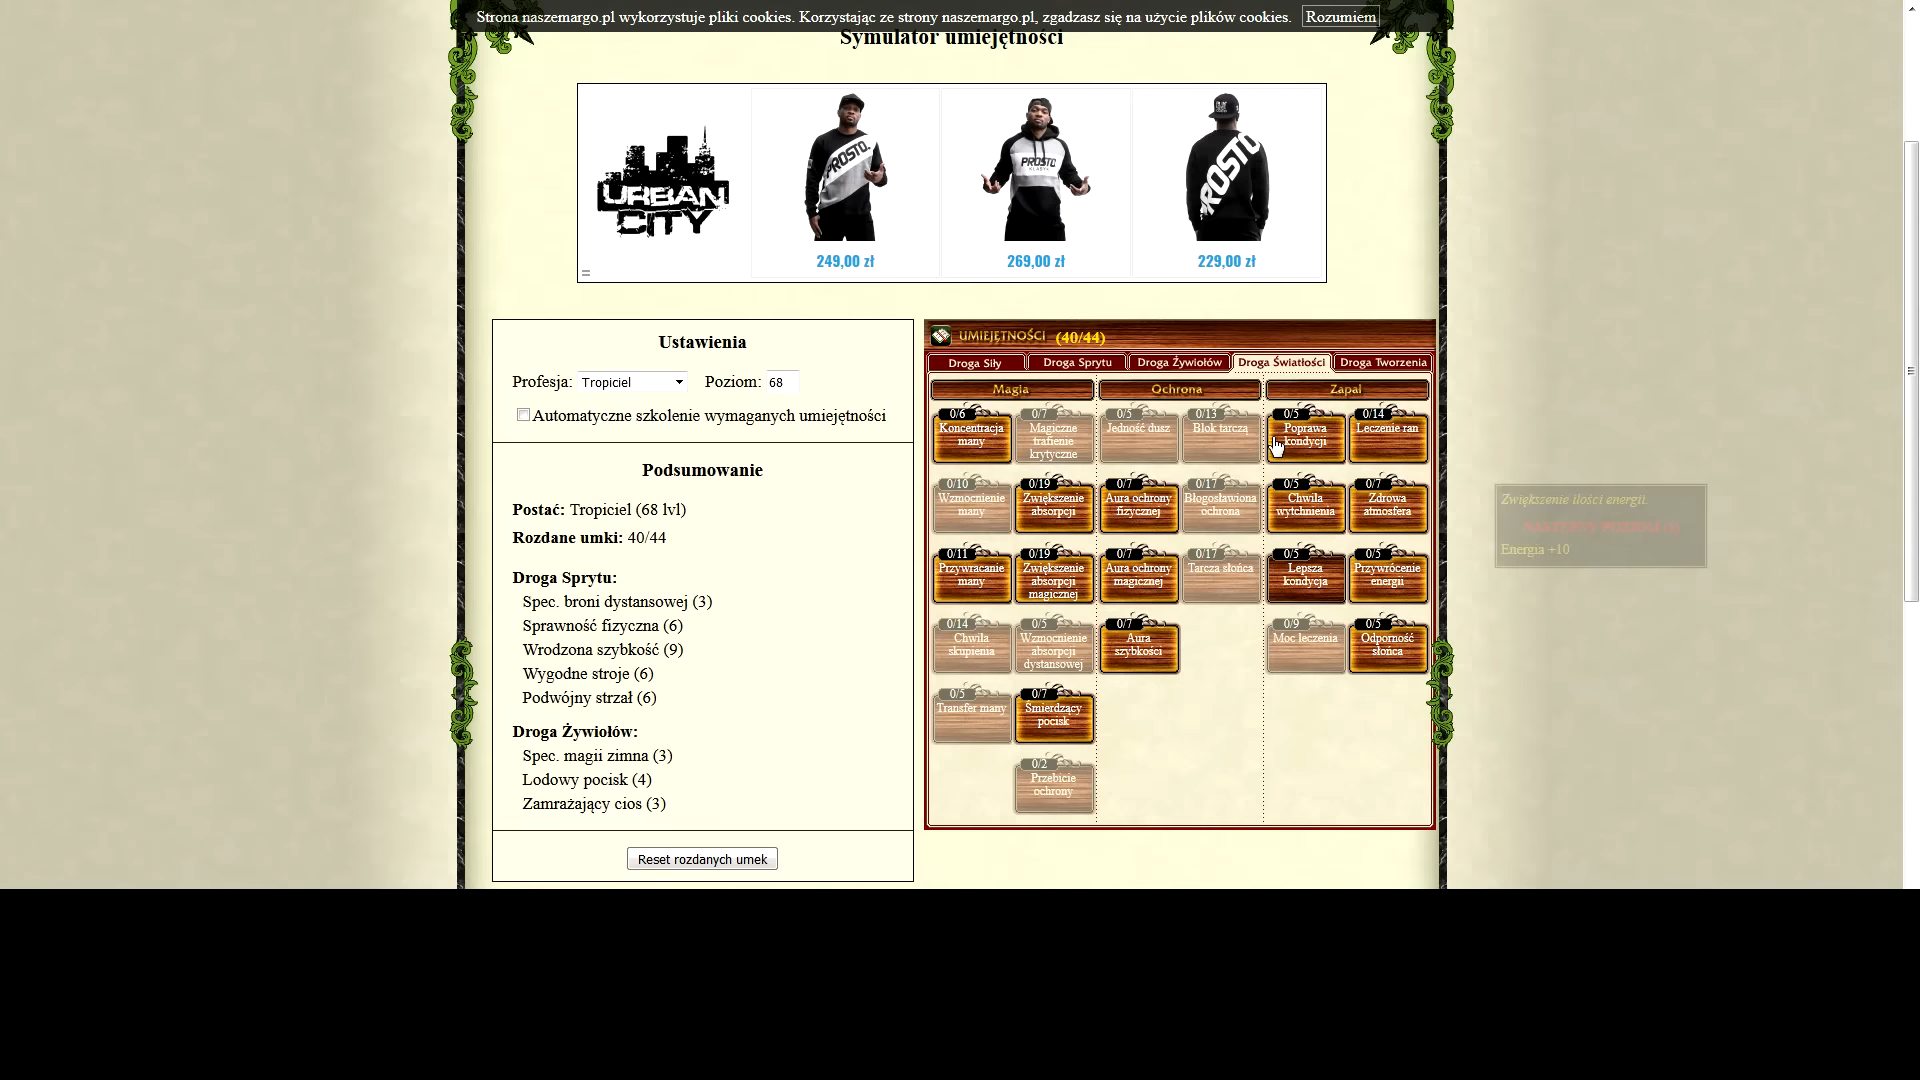 Strona naszemargo.pl wykorzystuje pliki cookies. Korzystając ze strony naszemargo.pl, zgadzasz się na użycie plików cookies. Rozumiem
Symulator umiejętności
URBAN
CITY
PROSTO.
PROSTO
KLASYK
PROSTO
249,00 zł
269,00 zł
229,00 zł
Ustawienia
Profesja: Tropiciel Poziom: 68
Automatyczne szkolenie wymaganych umiejętności
Podsumowanie
Postać: Tropiciel (68 lvl)
Rozdane umki: 40/44
Droga Sprytu:
Spec. broni dystansowej (3)
Sprawność fizyczna (6)
Wrodzona szybkość (9)
Wygodne stroje (6)
Podwójny strzał (6)
Droga Żywiołów:
Spec. magii zimna (3)
Lodowy pocisk (4)
Zamrażający cios (3)
Reset rozdanych umek
UMIEJĘTNOŚCI (40/44)
Droga Siły Droga Sprytu Droga Żywiołów Droga Światłości Droga Tworzenia
Magia Ochrona Zapał
0/6
Koncentracja
many
0/7
Magiczne
trafienie
krytyczne
0/5
Jedność dusz
0/13
Blok tarczą
0/5
Poprawa
kondycji
0/14
Leczenie ran
0/10
Wzmocnienie
many
0/19
Zwiększenie
absorpcji
0/7
Aura ochrony
fizycznej
0/17
Błogosławiona
ochrona
0/5
Chwila
wytchnienia
0/7
Zdrowa
atmosfera
0/11
Przywracanie
many
0/19
Zwiększenie
absorpcji
magicznej
0/7
Aura ochrony
magicznej
0/17
Tarcza słońca
0/5
Lepsza
kondycja
0/5
Przywrócenie
energii
0/14
Chwila
skupienia
0/5
Wzmocnienie
absorpcji
dystansowej
0/7
Aura
szybkości
0/9
Moc leczenia
0/5
Odporność
słońca
0/5
Transfer many
0/7
Śmierdzący
pocisk
0/2
Przebicie
ochrony
Zwiększenie ilości energii.
Energia +10